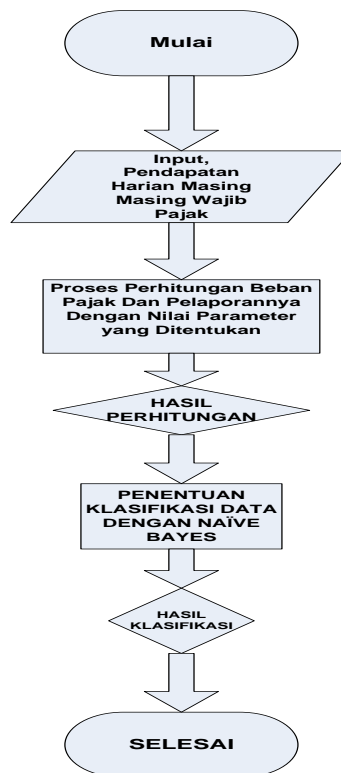 Mulai
Input,
Pendapatan
Harian Masing
Masing Wajib
Pajak
Proses Perhitungan Beban
Pajak Dan Pelaporannya
Dengan Nilai Parameter
yang Ditentukan
HASIL
PERHITUNGAN
PENENTUAN
KLASIFIKASI DATA
DENGAN NAÏVE
BAYES
HASIL
KLASIFIKASI
SELESAI